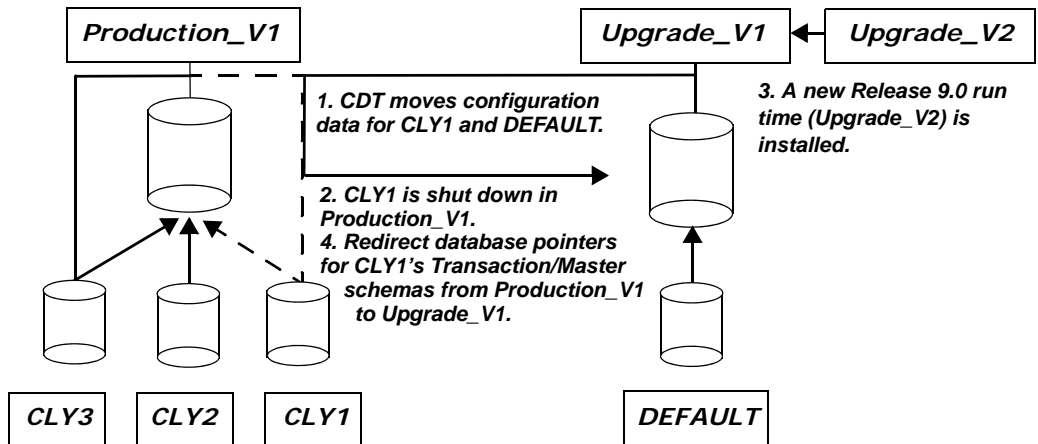 Production_V1
Upgrade_V1
Upgrade_V2
1. CDT moves configuration
data for CLY1 and DEFAULT.
3. A new Release 9.0 run
time (Upgrade_V2) is
installed.
2. CLY1 is shut down in
Production_V1.
4. Redirect database pointers
for CLY1's Transaction/Master
schemas from Production_V1
to Upgrade_V1.
CLY3
CLY2
CLY1
DEFAULT